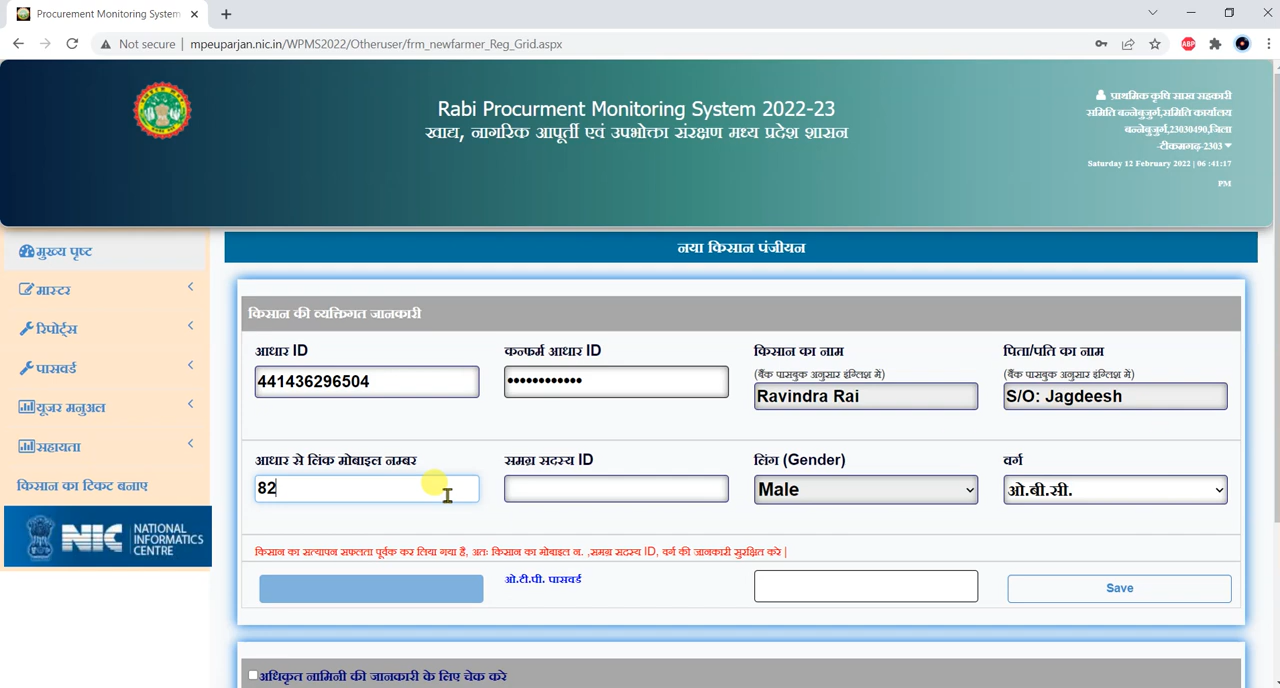 Procurement Monitoring System
Not secure | mpeuparjan.nic.in/WPMS2022/Otheruser/frm_newfarmer_Reg_Grid.aspx
ABP
Rabi Procurment Monitoring System 2022-23
खाद्य, नागरिक आपूर्ती एवं उपभोक्ता संरक्षण मध्य प्रदेश शासन
प्राथमिक कृषि साख सहकारी
समिति बन्नेबुजुर्ग,समिति कार्यालय
बन्नेबुजुर्ग,23030490,जिला
-टीकमगढ़-2303
Saturday 12 February 2022 | 06:41:17
PM
मुख्य पृष्ट
मास्टर
रिपोर्ट्स
पासवर्ड
यूजर मनुअल
सहायता
किसान का टिकट बनाए
NIC NATIONAL
INFORMATICS
CENTRE
नया किसान पंजीयन
किसान की व्यक्तिगत जानकारी
आधार ID
441436296504
कन्फर्म आधार ID
••••••••••••
किसान का नाम
(बैंक पासबुक अनुसार इंग्लिश में)
Ravindra Rai
पिता/पति का नाम
(बैंक पासबुक अनुसार इंग्लिश में)
S/O: Jagdeesh
आधार से लिंक मोबाइल नम्बर
82
समग्र सदस्य ID
लिंग (Gender)
Male
वर्ग
ओ.बी.सी.
किसान का सत्यापन सफलता पूर्वक कर लिया गया है, अतः किसान का मोबाइल न. ,समग्र सदस्य ID, वर्ग की जानकारी सुरक्षित करे |
ओ.टी.पी. पासवर्ड
Save
अधिकृत नामिनी की जानकारी के लिए चेक करे